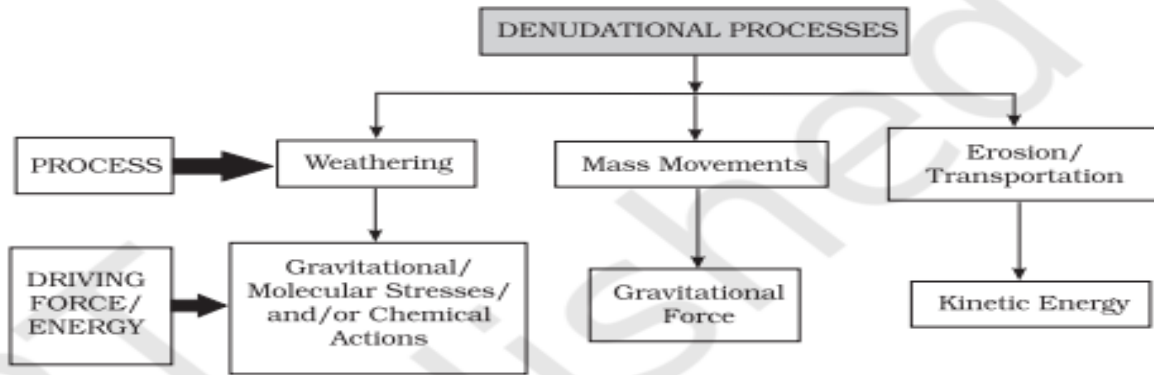 DENUDATIONAL PROCESSES
PROCESS
Weathering
Mass Movements
Erosion/
Transportation
DRIVING
FORCE/
ENERGY
Gravitational/
Molecular Stresses/
and/or Chemical
Actions
Gravitational
Force
Kinetic Energy